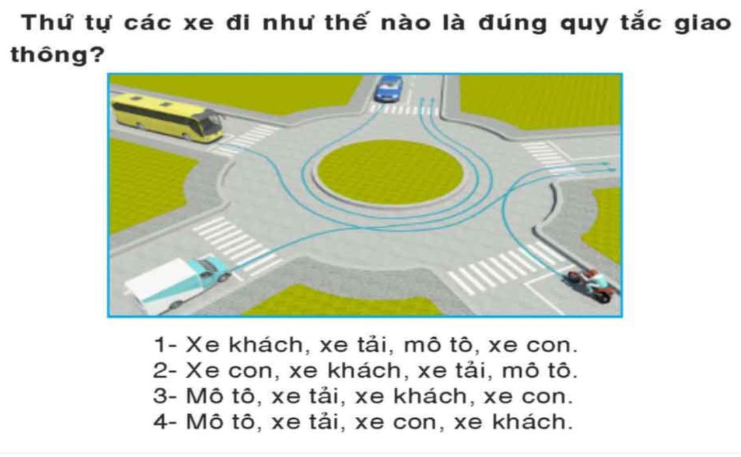 Thứ tự các xe đi như thế nào là đúng quy tắc giao
thông?
1- Xe khách, xe tải, mô tô, xe con.
2- Xe con, xe khách, xe tải, mô tô.
3- Mô tô, xe tải, xe khách, xe con.
4- Mô tô, xe tải, xe con, xe khách.